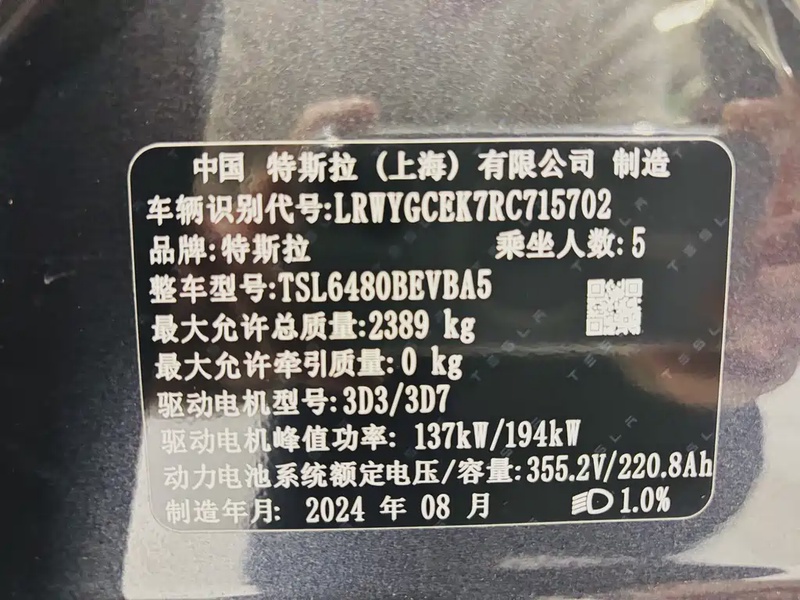 中国 特斯拉 (上海) 有限公司 制造
车辆识别代号:LRWYGCEK7RC715702
品牌:特斯拉 乘坐人数:5
整车型号:TSL6480BEVBA5
最大允许总质量:2389 kg
最大允许牵引质量:0 kg
驱动电机型号:3D3/3D7
驱动电机峰值功率: 137kW/194kW
动力电池系统额定电压/容量:355.2V/220.8Ah
制造年月: 2024 年 08 月 1.0%